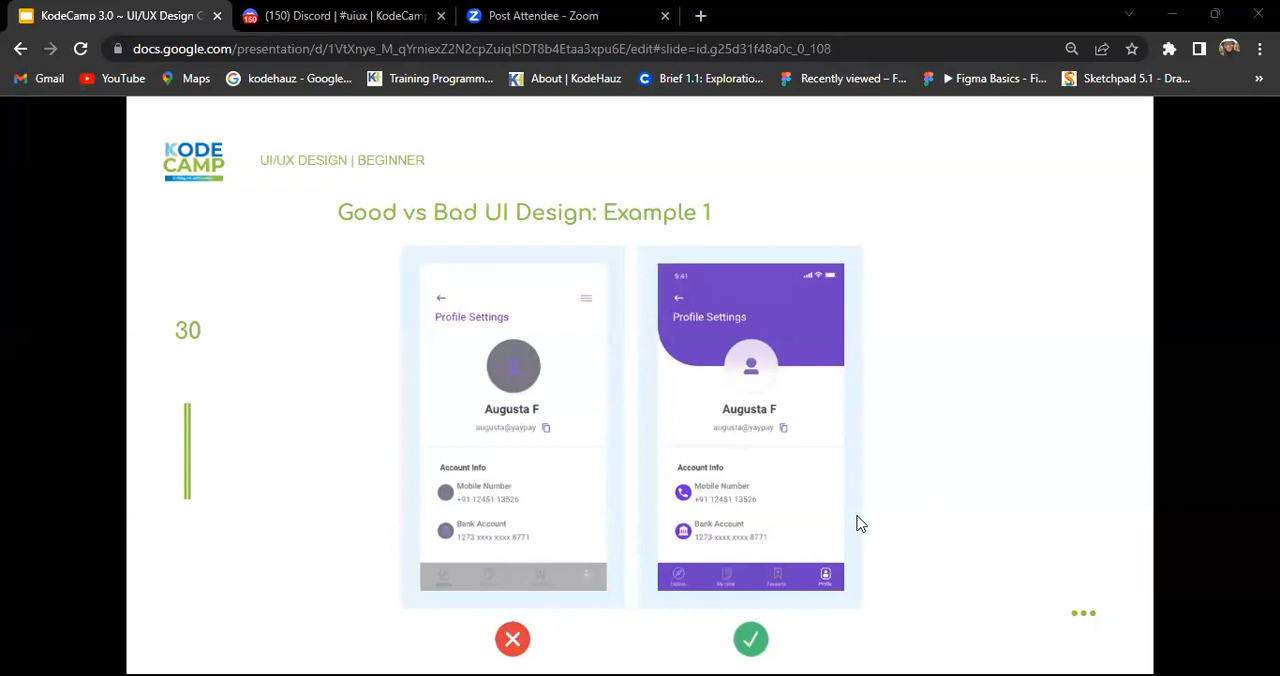 KodeCamp 3.0 ~ UI/UX Design C
(150) Discord | #uiux | KodeCamp
Post Attendee - Zoom
docs.google.com/presentation/d/1VtXnye_M_qYrniexZ2N2cpZuiqISDT8b4Etaa3xpu6E/edit#slide=id.g25d31f48a0c_0_108
Gmail
YouTube
Maps
kodehauz - Google...
Training Programm...
About | KodeHauz
Brief 1.1: Exploratio...
Recently viewed – F...
▶ Figma Basics - Fi...
Sketchpad 5.1 - Dra...
»
KODE
CAMP
UI/UX DESIGN | BEGINNER
Good vs Bad UI Design: Example 1
30
Profile Settings
Augusta F
augusta@yaypay
Account Info
Mobile Number
+91 12451 13526
Bank Account
1273 xxxx xxxx 8771
9:41
Profile Settings
Augusta F
augusta@yaypay
Account Info
Mobile Number
+91 12451 13526
Bank Account
1273 xxxx xxxx 8771
Favourite
Profile